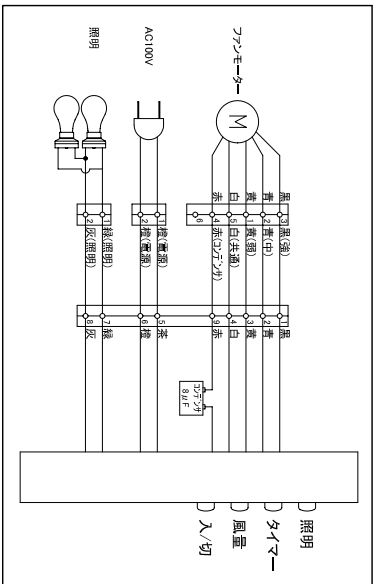 ファンモーター
M
黒 3 黒(強) 1 黒
青 2 青(中) 2 青
黄 1 黄(弱) 3 黄
白 5 白(共通) 4 白
赤 4 赤(コンデンサ) 9 赤
6
コンデンサ
8μF
AC100V
1 橙(電源) 5 茶
2 橙(電源) 6 橙
照明
1 緑(照明) 7 緑
2 灰(照明) 8 灰
照明
タイマー
風量
入/切